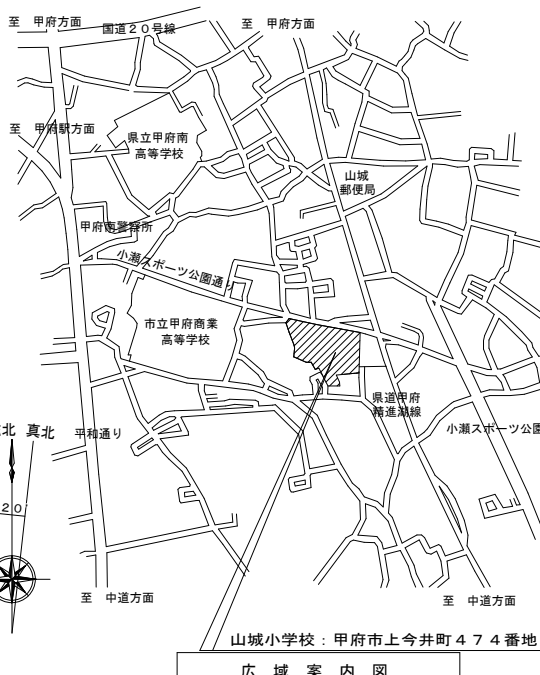 至 甲府方面
国道20号線
至 甲府方面
至 甲府駅方面
県立甲府南
高等学校
山城
郵便局
甲府南警察所
小瀬スポーツ公園通り
市立甲府商業
高等学校
県道甲府
精進湖線
北 真北
平和通り
小瀬スポーツ公園
20
至 中道方面
至 中道方面
山城小学校:甲府市上今井町474番地
広域案内図